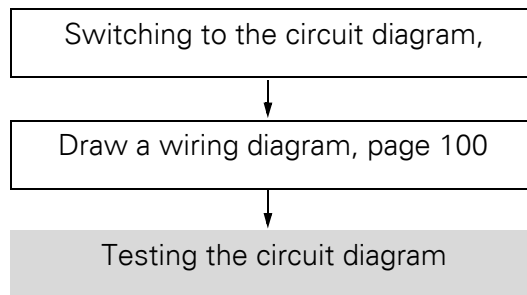 Switching to the circuit diagram,
Draw a wiring diagram, page 100
Testing the circuit diagram